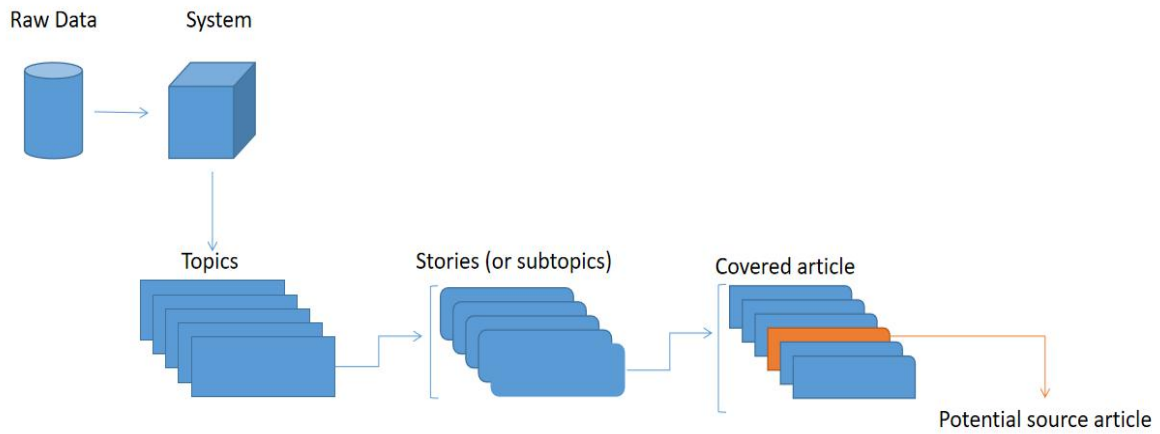 Raw Data
System
Topics
Stories (or subtopics)
Covered article
Potential source article